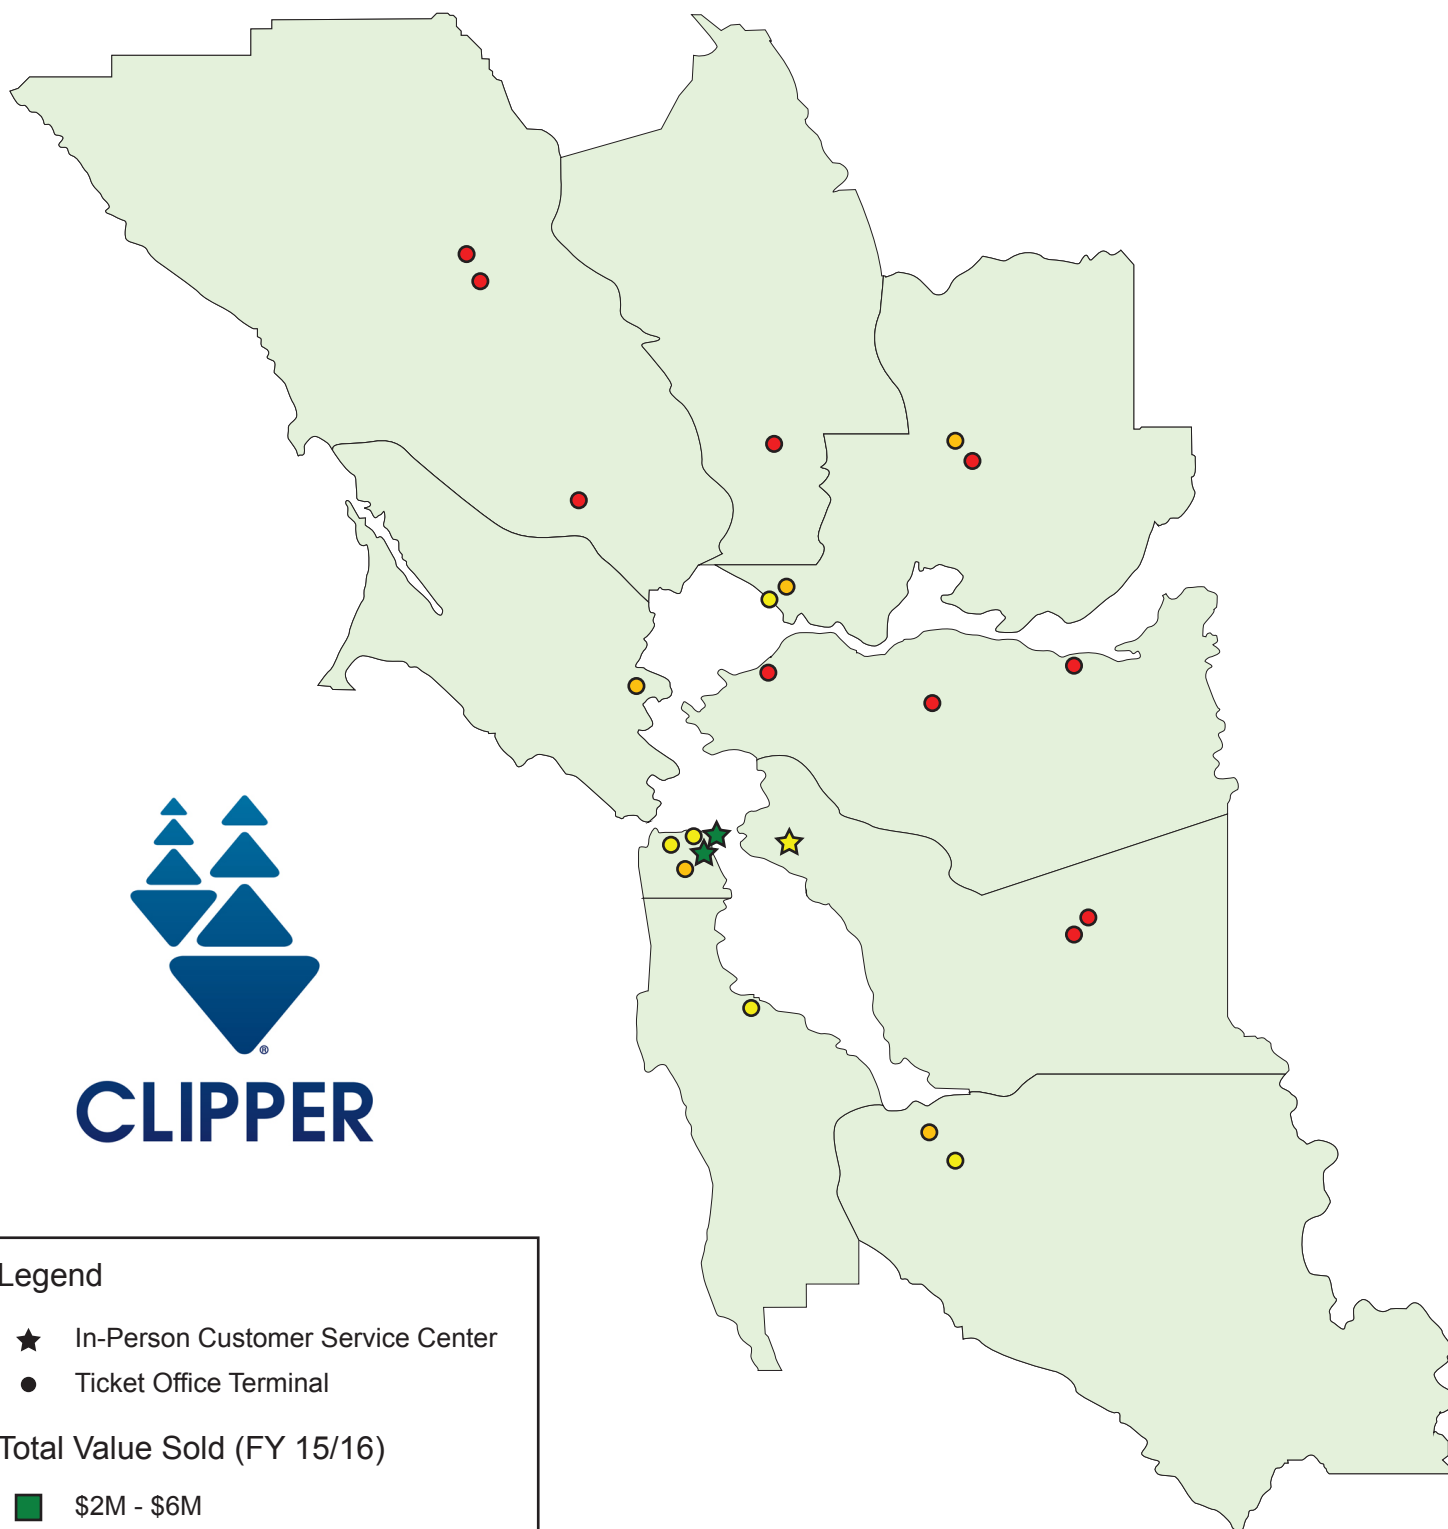 ®
CLIPPER
Legend
In-Person Customer Service Center
Ticket Office Terminal
Total Value Sold (FY 15/16)
$2M - $6M